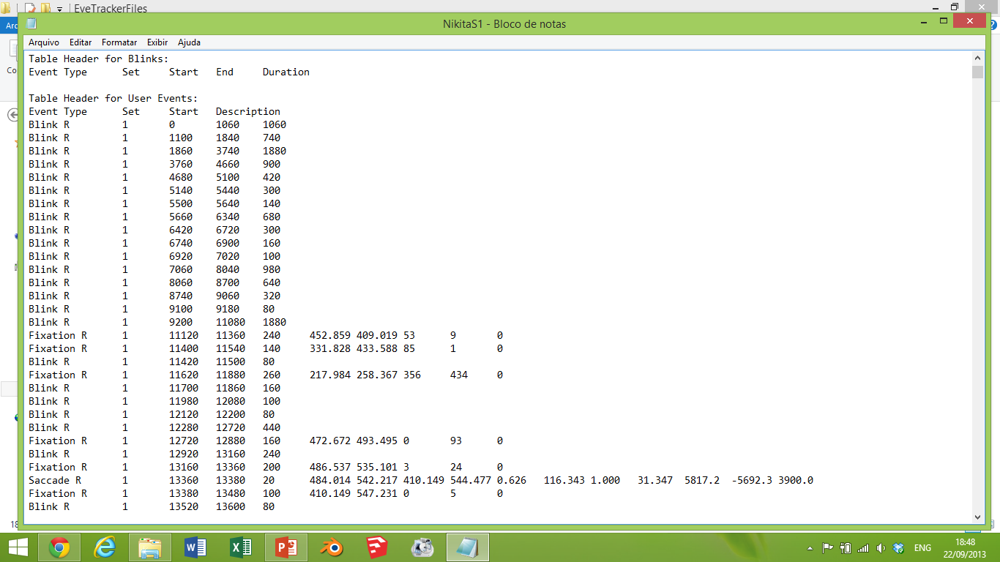 EyeTrackerFiles
NikitaS1 - Bloco de notas
Arquivo Editar Formatar Exibir Ajuda
Table Header for Blinks:
Event Type Set Start End Duration
Table Header for User Events:
Event Type Set Start Description
Blink R 1 0 1060 1060
Blink R 1 1100 1840 740
Blink R 1 1860 3740 1880
Blink R 1 3760 4660 900
Blink R 1 4680 5100 420
Blink R 1 5140 5440 300
Blink R 1 5500 5640 140
Blink R 1 5660 6340 680
Blink R 1 6420 6720 300
Blink R 1 6740 6900 160
Blink R 1 6920 7020 100
Blink R 1 7060 8040 980
Blink R 1 8060 8700 640
Blink R 1 8740 9060 320
Blink R 1 9100 9180 80
Blink R 1 9200 11080 1880
Fixation R 1 11120 11360 240 452.859 409.019 53 9 0
Fixation R 1 11400 11540 140 331.828 433.588 85 1 0
Blink R 1 11420 11500 80
Fixation R 1 11620 11880 260 217.984 258.367 356 434 0
Blink R 1 11700 11860 160
Blink R 1 11980 12080 100
Blink R 1 12120 12200 80
Blink R 1 12280 12720 440
Fixation R 1 12720 12880 160 472.672 493.495 0 93 0
Blink R 1 12920 13160 240
Fixation R 1 13160 13360 200 486.537 535.101 3 24 0
Saccade R 1 13360 13380 20 484.014 542.217 410.149 544.477 0.626 116.343 1.000 31.347 5817.2 -5692.3 3900.0
Fixation R 1 13380 13480 100 410.149 547.231 0 5 0
Blink R 1 13520 13600 80
ENG
18:48
22/09/2013